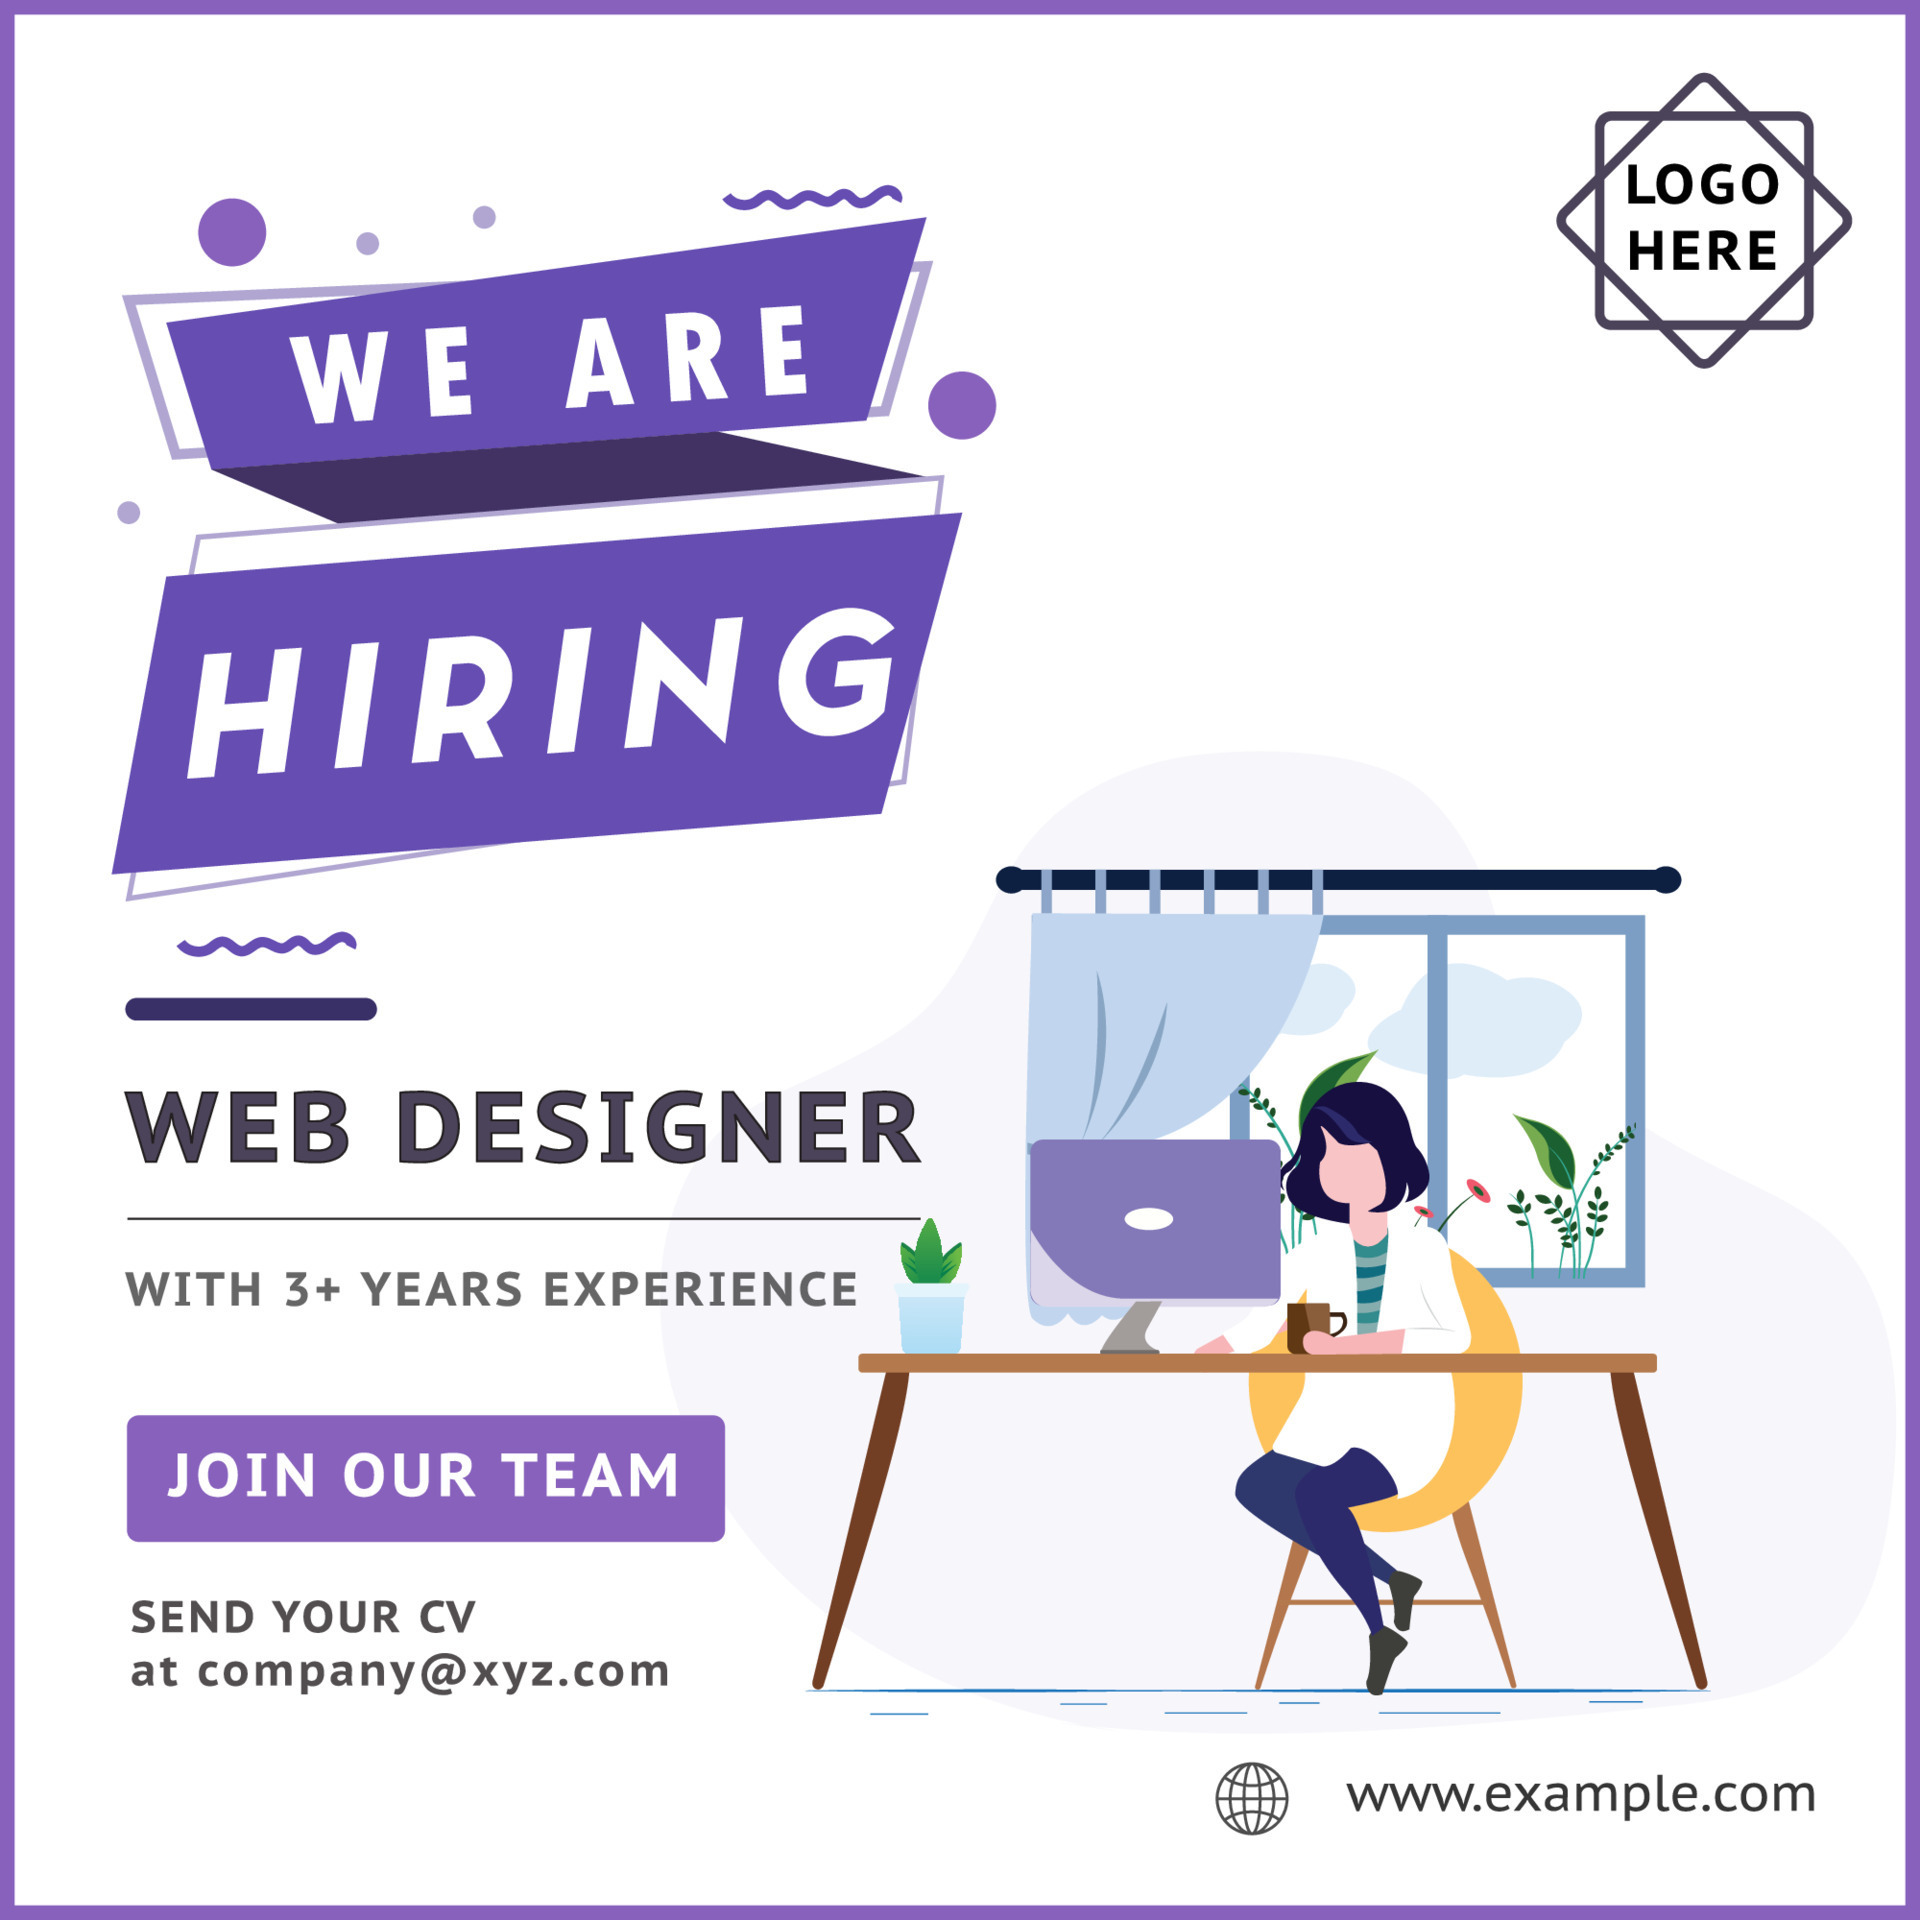 LOGO
HERE
WE ARE
HIRING
WEB DESIGNER
WITH 3+ YEARS EXPERIENCE
JOIN OUR TEAM
SEND YOUR CV
at company@xyz.com
www.example.com